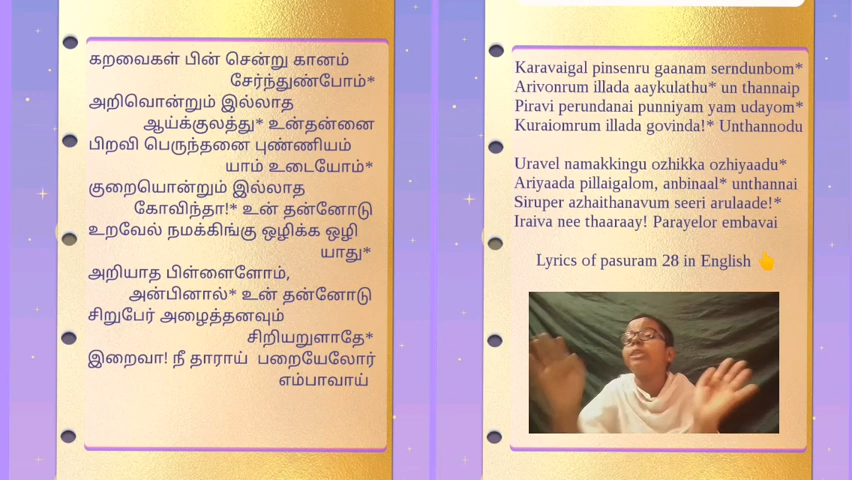 கறவைகள் பின் சென்று கானம்
சேர்ந்துண்போம்*
அறிவொன்றும் இல்லாத
ஆய்க்குலத்து* உன்தன்னை
பிறவி பெருந்தனை புண்ணியம்
யாம் உடையோம்*
குறையொன்றும் இல்லாத
கோவிந்தா!* உன் தன்னோடு
உறவேல் நமக்கிங்கு ஒழிக்க ஒழி
யாது*
அறியாத பிள்ளைளோம்,
அன்பினால்* உன் தன்னோடு
சிறுபேர் அழைத்தனவும்
சிறியறுளாதே*
இறைவா! நீ தாராய் பறையேலோர்
எம்பாவாய்
Karavaigal pinsenru gaanam serndunbom*
Arivonrum illada aaykulathu* un thannaip
Piravi perundanai punniyam yam udayom*
Kuraiomrum illada govinda!* Unthannodu
Uravel namakkingu ozhikka ozhiyaadu*
Ariyaada pillaigalom, anbinaal* unthannai
Siruper azhaithanavum seeri arulaade!*
Iraiva nee thaaraay! Parayelor embavai
Lyrics of pasuram 28 in English 👆